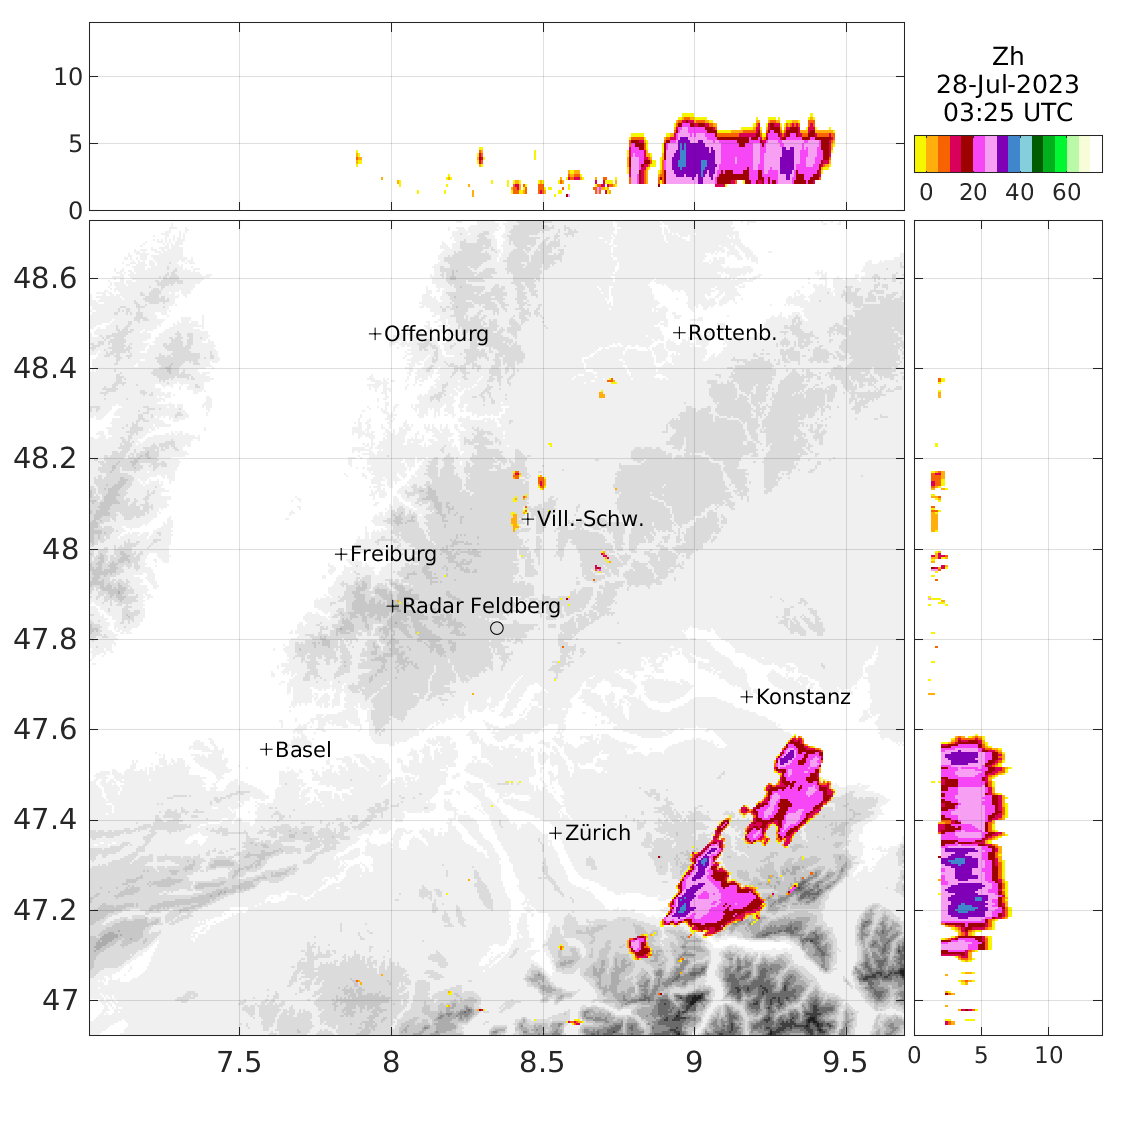 10
5
0
Zh
28-Jul-2023
03:25 UTC
0 20 40 60
48.6
48.4
48.2
48
47.8
47.6
47.4
47.2
47
+Offenburg
+Rottenb.
+Vill.-Schw.
+Freiburg
+Radar Feldberg
+Konstanz
+Basel
+Zürich
7.5 8 8.5 9 9.5
0 5 10